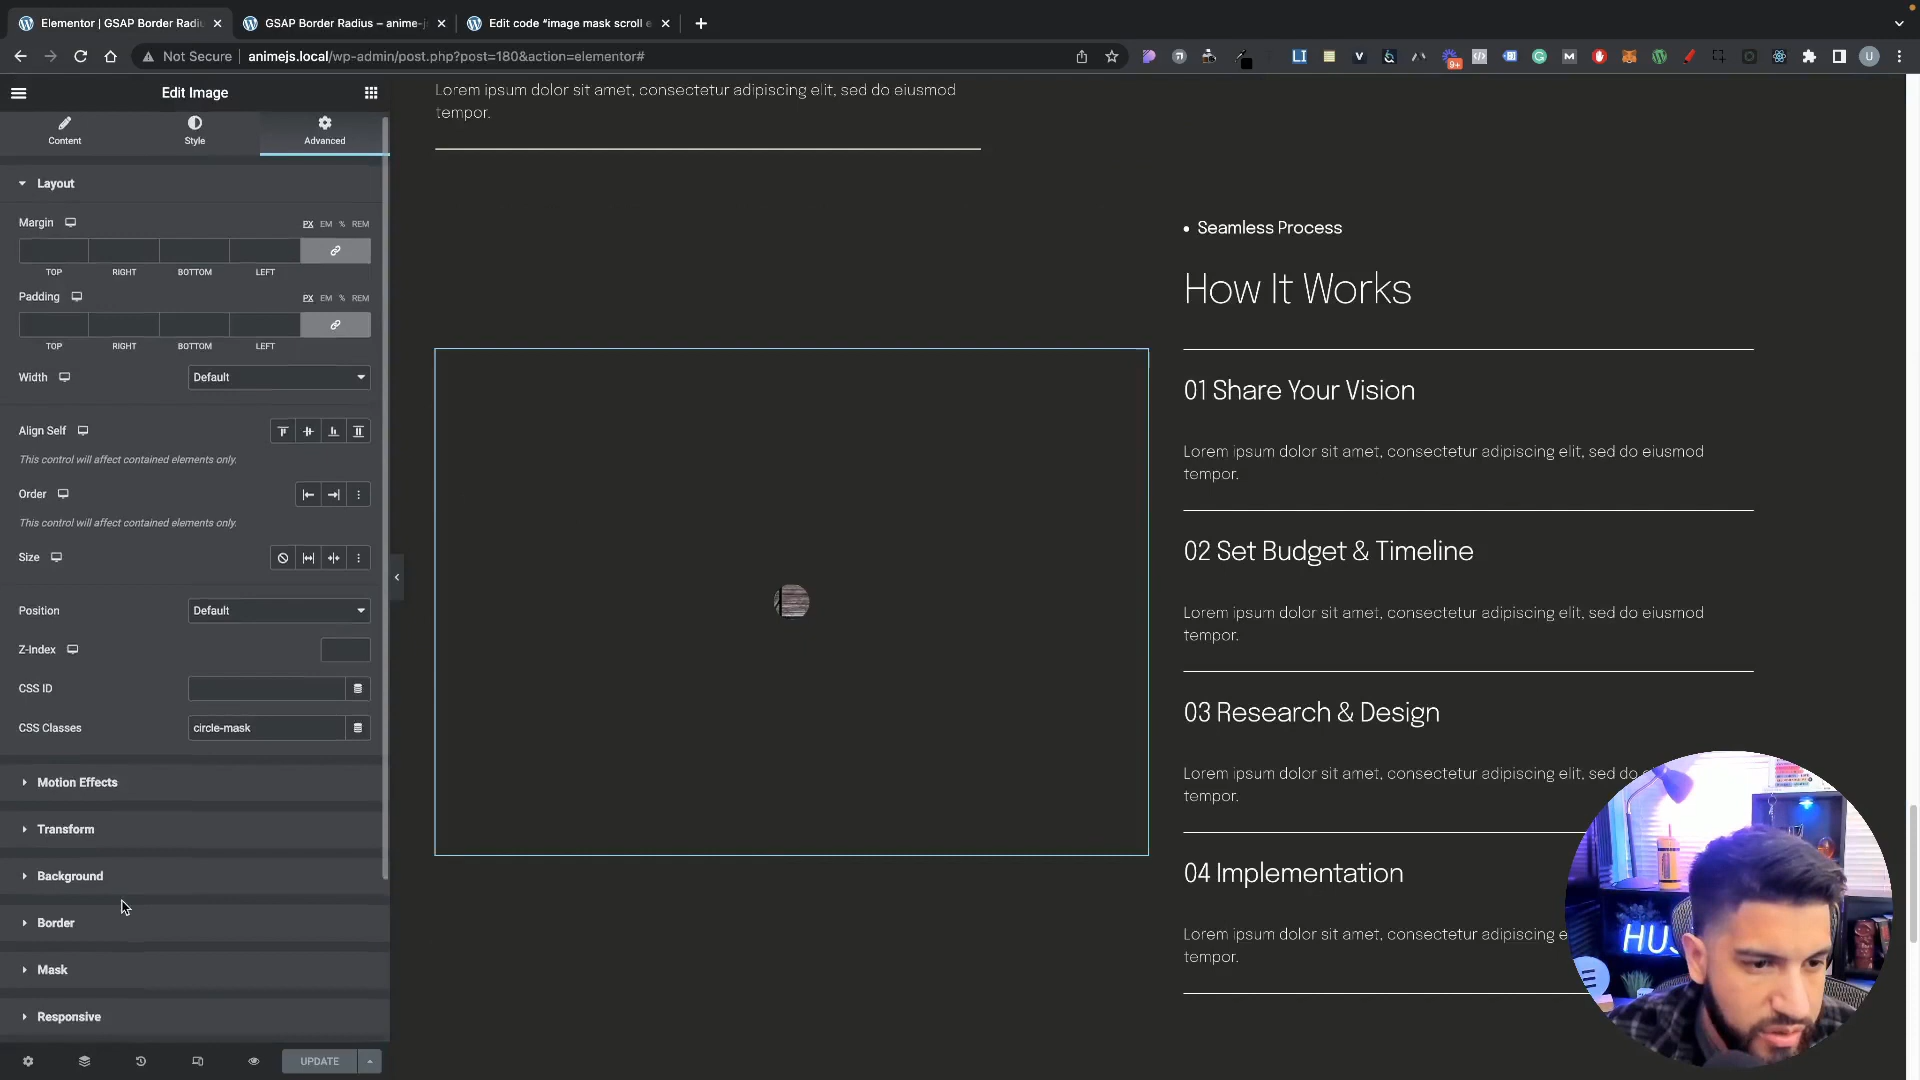 Elementor | GSAP Border Radiu
GSAP Border Radius – anime-j
Edit code "image mask scroll e
Not Secure
animejs.local/wp-admin/post.php?post=180&action=elementor#
9+
U
Edit Image
Content
Style
Advanced
Layout
Margin
PX EM % REM
TOP RIGHT BOTTOM LEFT
Padding
PX EM % REM
TOP RIGHT BOTTOM LEFT
Width
Default
Align Self
This control will affect contained elements only.
Order
This control will affect contained elements only.
Size
Position
Default
Z-Index
CSS ID
CSS Classes
circle-mask
Motion Effects
Transform
Background
Border
Mask
Responsive
UPDATE
Lorem ipsum dolor sit amet, consectetur adipiscing elit, sed do eiusmod
tempor.
• Seamless Process
How It Works
01 Share Your Vision
Lorem ipsum dolor sit amet, consectetur adipiscing elit, sed do eiusmod
tempor.
02 Set Budget & Timeline
Lorem ipsum dolor sit amet, consectetur adipiscing elit, sed do eiusmod
tempor.
03 Research & Design
Lorem ipsum dolor sit amet, consectetur adipiscing elit, sed do
tempor.
04 Implementation
Lorem ipsum dolor sit amet, consectetur adipiscing e
tempor.
HUS